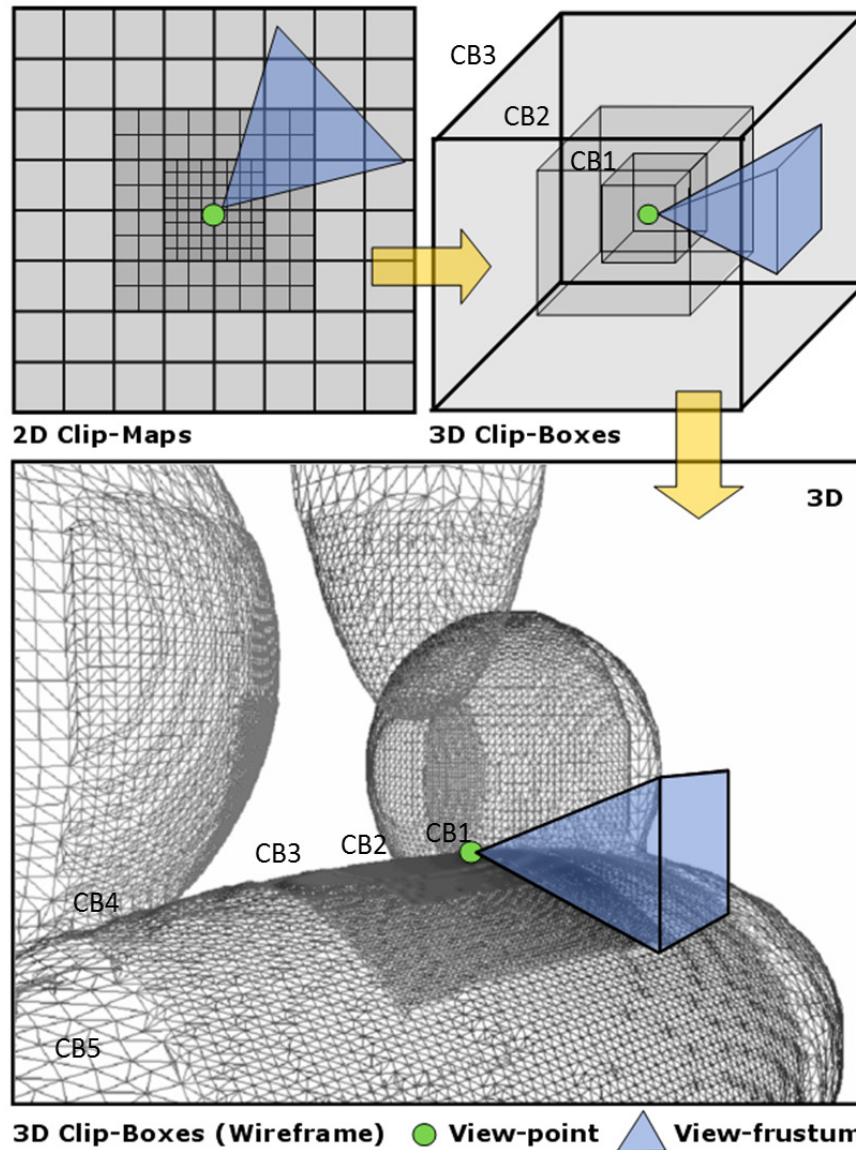 CB3
CB2
CB1
2D Clip-Maps
3D Clip-Boxes
3D
CB1
CB2
CB3
CB4
CB5
3D Clip-Boxes (Wireframe) View-point View-frustum